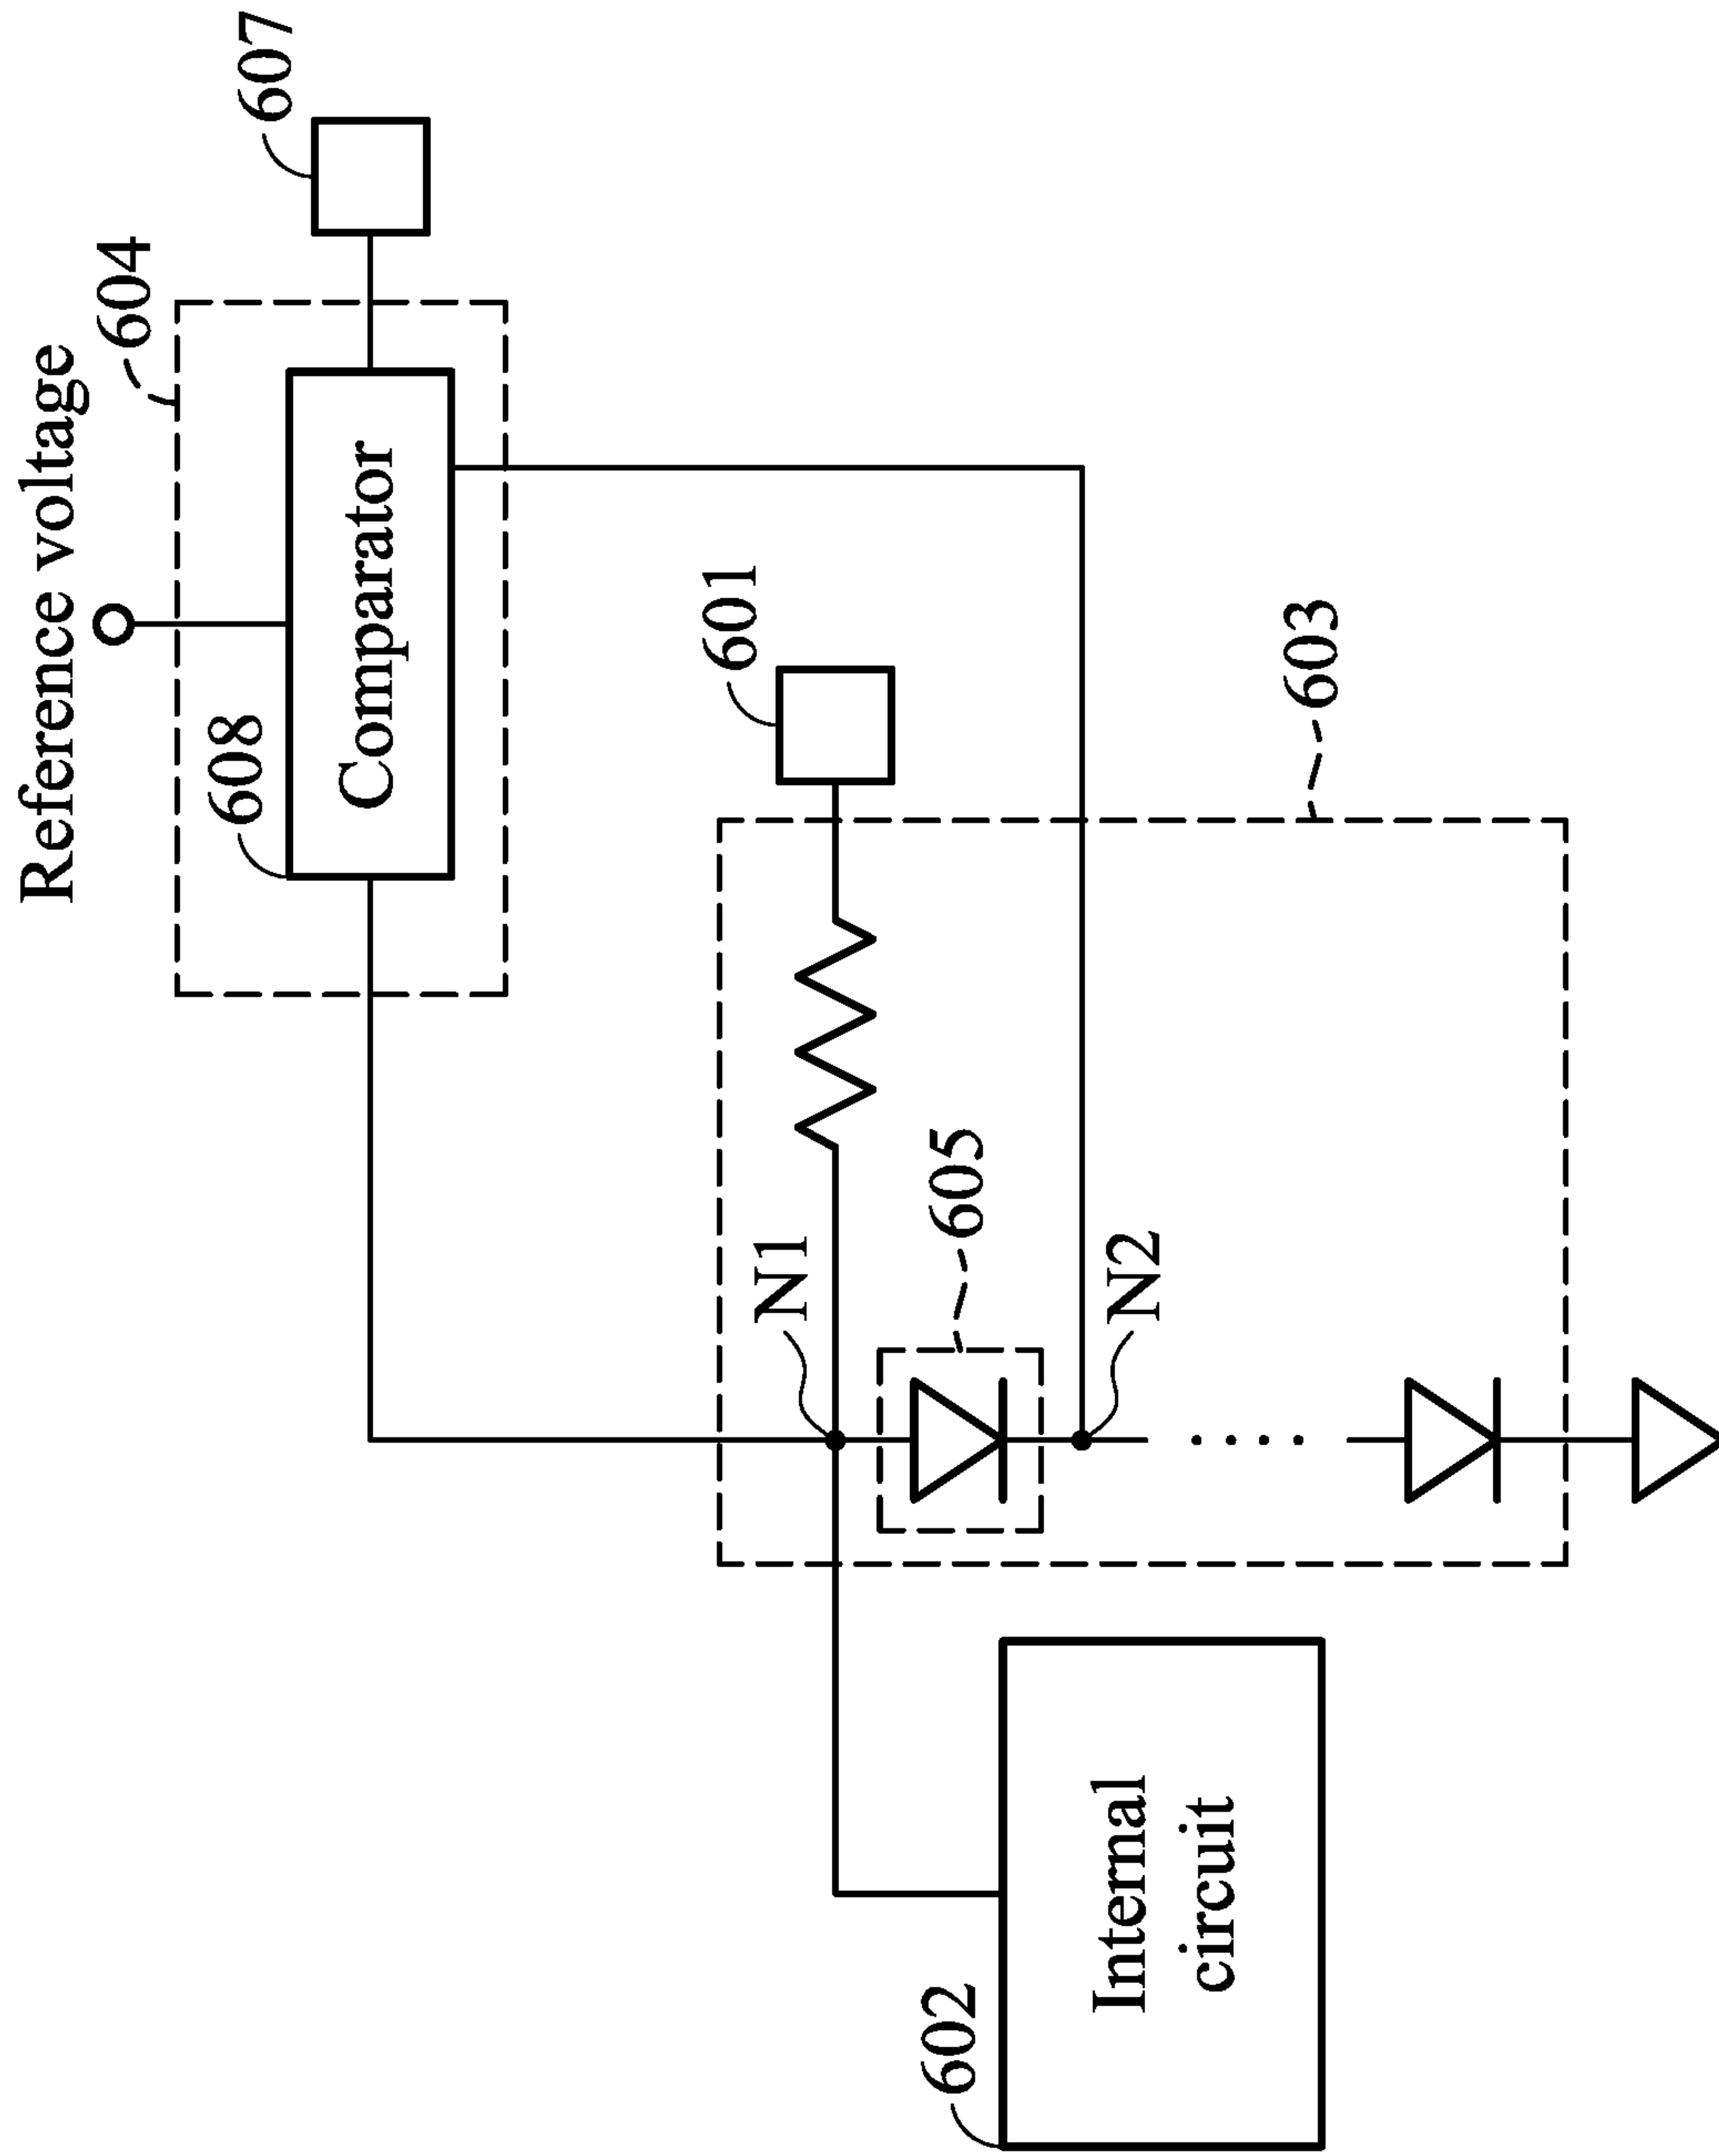 Reference voltage
604
607
608
Comparator
601
603
N1
605
N2
602
Internal
circuit